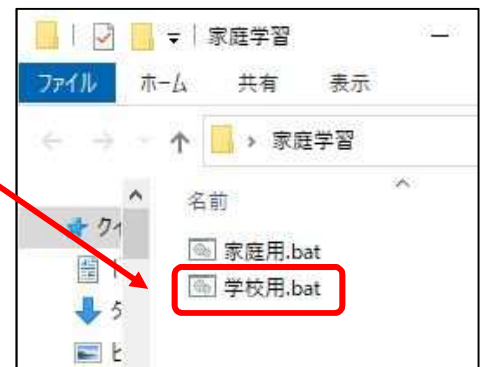 家庭学習
ファイル ホーム 共有 表示
家庭学習
名前
家庭用.bat
学校用.bat